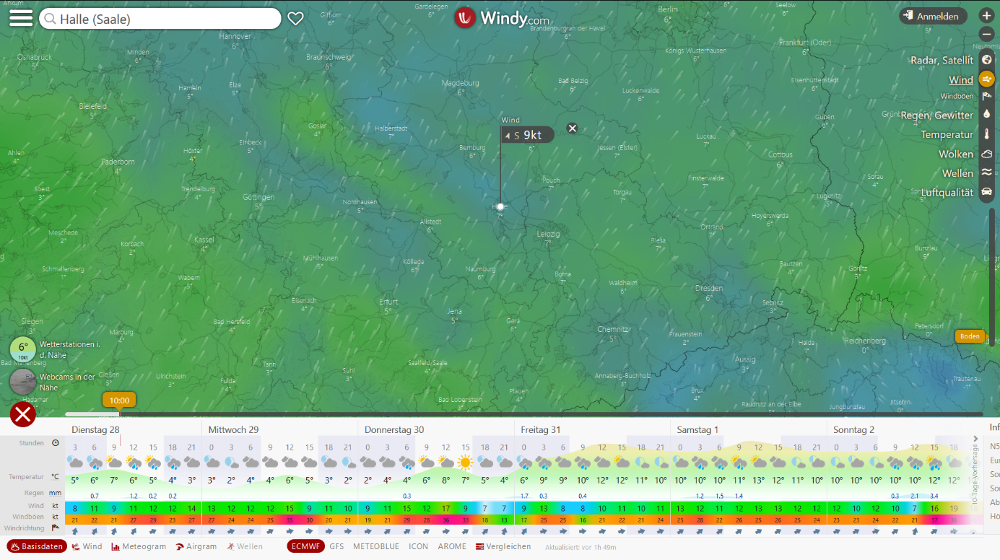 Halle (Saale)
Windy.com
Anmelden
Radar, Satellit
Wind
Windböen
Regen, Gewitter
Temperatur
Wolken
Wellen
Luftqualität
Gardelegen
6°
Berlin
6°
Seelow
Gifhorn
6°
Brandenburg an der Havel
6°
Hannover
6°
Osnabrück
5°
Minden
5°
Braunschweig
6°
Königs Wusterhausen
6°
Frankfurt (Oder)
6°
Hameln
5°
Elze
5°
Magdeburg
6°
Bad Belzig
6°
Luckenwalde
6°
Eisenhüttenstadt
6°
Bielefeld
5°
Goslar
4°
Halberstadt
7°
Wind
S 9kt
6°
Guben
6°
Luckau
7°
Ahlen
4°
Höxter
4°
Einbeck
5°
Bernburg
6°
Jessen (Elster)
7°
Cottbus
6°
Paderborn
4°
Trendelburg
4°
Göttingen
5°
Nordhausen
5°
Pouch
7°
Torgau
7°
Finsterwalde
7°
Sorau
4°
Lugknitz
5°
Soest
3°
7°
Allstedt
6°
Hoyerswerda
6°
Meschede
2°
Korbach
2°
Kassel
4°
Leipzig
7°
Riesa
7°
Ortrand
7°
Bunzlau
5°
Schmallenberg
1°
Wabern
5°
Mühlhausen
5°
Kölleda
6°
Naumburg
6°
Borna
7°
Waldheim
6°
Bautzen
4°
Görlitz
3°
Eisenach
4°
Erfurt
5°
Jena
5°
Gera
6°
Dresden
6°
Sebnitz
3°
Siegen
3°
Marburg
4°
Bad Hersfeld
4°
Chemnitz
5°
Frauenstein
2°
Haida
1°
Reichenberg
0°
Petersdorf
0°
Boden
6°
10kt
Wetterstationen i.
d. Nähe
Webcams in der
Nähe
Gießen
5°
Ulrichstein
3°
Fulda
4°
Tann
3°
Suhl
3°
Saalfeld/Saale
4°
Plauen
4°
Bad Lobenstein
3°
Annaberg-Buchholz
3°
Aussig
3°
Brüx
4°
Raudnitz an der Elbe
Jungbunzlau
Jitschin
0°
Trautenau
-1°
Hadamar
10:00
Dienstag 28 Mittwoch 29 Donnerstag 30 Freitag 31 Samstag 1 Sonntag 2
Stunden 3 6 9 12 15 18 21 0 3 6 9 12 15 18 21 0 3 6 9 12 15 18 21 0 3 6 9 12 15 18 21 0 3 6 9 12 15 18 21 0 3 6 9 12 15 18
Temperatur °C 5° 6° 7° 6° 5° 4° 3° 3° 2° 4° 3° 5° 5° 3° 2° 2° 4° 6° 6° 8° 7° 5° 4° 6° 7° 9° 9° 10° 12° 12° 11° 10° 10° 10° 10° 11° 13° 12° 11° 10° 10° 10° 10° 10° 12° 12°
Regen mm 0.7 1.2 0.2 0.2 0.3 1.7 0.3 0.4 1.2 1.5 1.4 0.3 2.1 3.4
Wind kt 8 11 9 11 12 12 14 11 11 12 12 15 9 11 10 9 11 15 12 17 9 7 7 9 12 8 8 10 11 10 11 13 12 12 12 13 13 12 12 12 10 12 10 7 16 19
Windböen kt 21 22 21 27 29 23 27 27 24 24 25 35 30 20 21 19 21 29 28 36 33 18 13 17 25 25 16 22 21 22 24 25 28 22 24 25 25 26 24 23 23 22 22 21 37 36
Windrichtung
10-Tage-Vorhersage
Basisdaten Wind Meteogram Airgram Wellen ECMWF GFS METEOBLUE ICON AROME Vergleichen Aktualisiert: vor 1h 49m